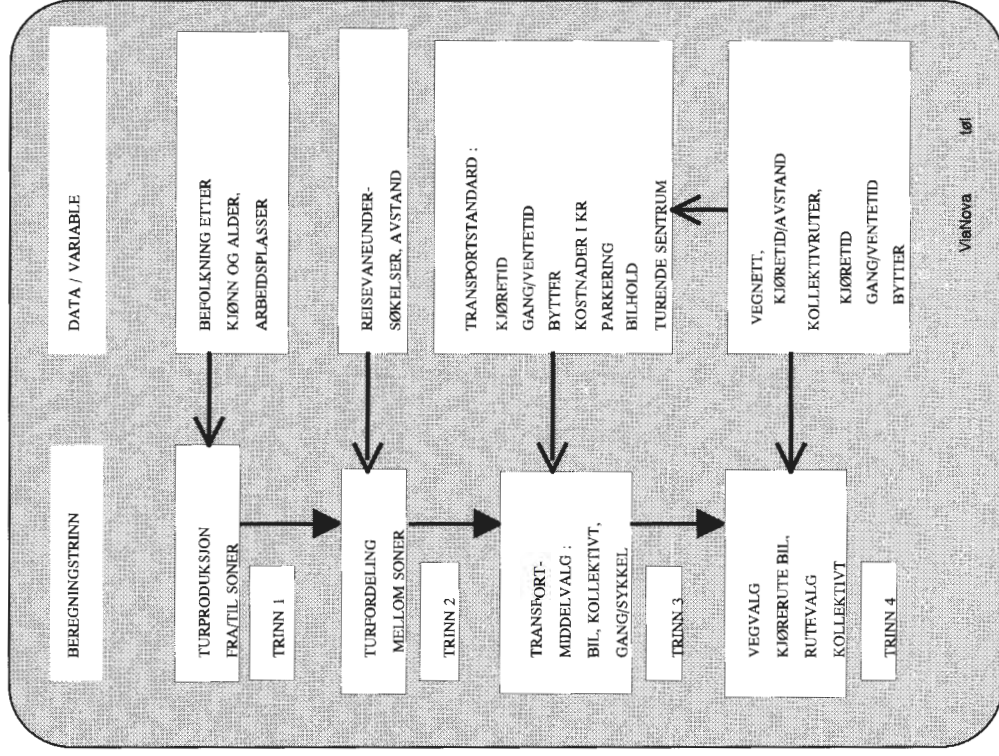 BEREGNINGSTRINN
DATA / VARIABLE
TURPRODUKSJON
FRA/TIL SONER
TRINN 1
BEFOLKNING ETTER
KJØNN OG ALDER,
ARBEIDSPLASSER
TURFORDELING
MELLOM SONER
TRINN 2
REISEVANEUNDER-
SØKELSER, AVSTAND
TRANSPORT-
MIDDELVALG :
BIL, KOLLEKTIVT,
GANG/SYKKEL
TRINN 3
TRANSPORTSTANDARD :
KJØRETID
GANG/VENTETID
BYTTER
KOSTNADER I KR
PARKERING
BILHOLD
TURENDE SENTRUM
VEGVALG
KJØRERUTE BIL,
RUTEVALG
KOLLEKTIVT
TRINN 4
VEGNETT,
KJØRETID/AVSTAND
KOLLEKTIVRUTER,
KJØRETID
GANG/VENTETID
BYTTER
ViaNova tøi